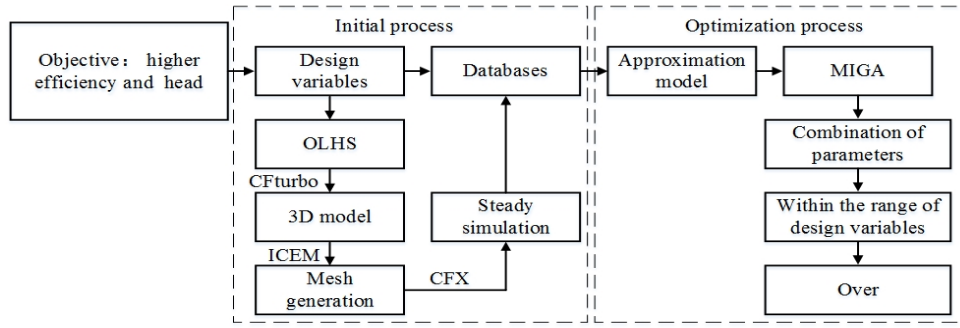 Initial process
Optimization process
Objective： higher
efficiency and head
Design
variables
Databases
Approximation
model
MIGA
OLHS
Combination of
parameters
CFturbo
3D model
Steady
simulation
Within the range of
design variables
ICEM
Mesh
generation
CFX
Over